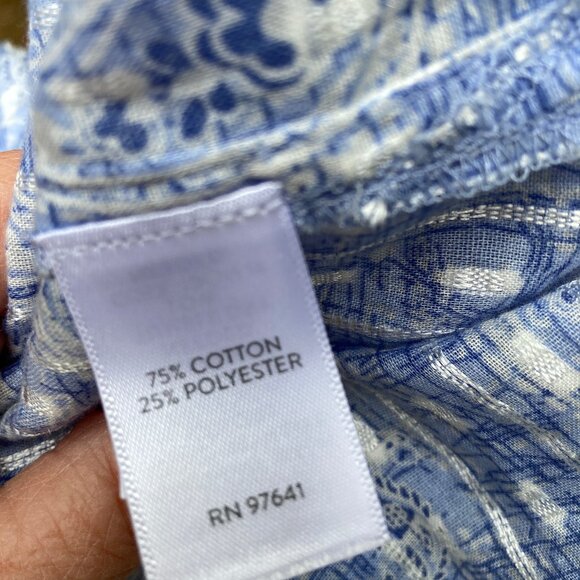 75% COTTON
25% POLYESTER
RN 97641